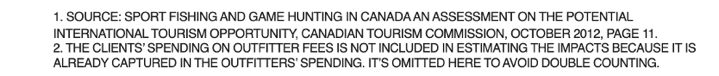 1. SOURCE: SPORT FISHING AND GAME HUNTING IN CANADA AN ASSESSMENT ON THE POTENTIAL
INTERNATIONAL TOURISM OPPORTUNITY, CANADIAN TOURISM COMMISSION, OCTOBER 2012, PAGE 11.
2. THE CLIENTS' SPENDING ON OUTFITTER FEES IS NOT INCLUDED IN ESTIMATING THE IMPACTS BECAUSE IT IS
ALREADY CAPTURED IN THE OUTFITTERS' SPENDING. IT'S OMITTED HERE TO AVOID DOUBLE COUNTING.